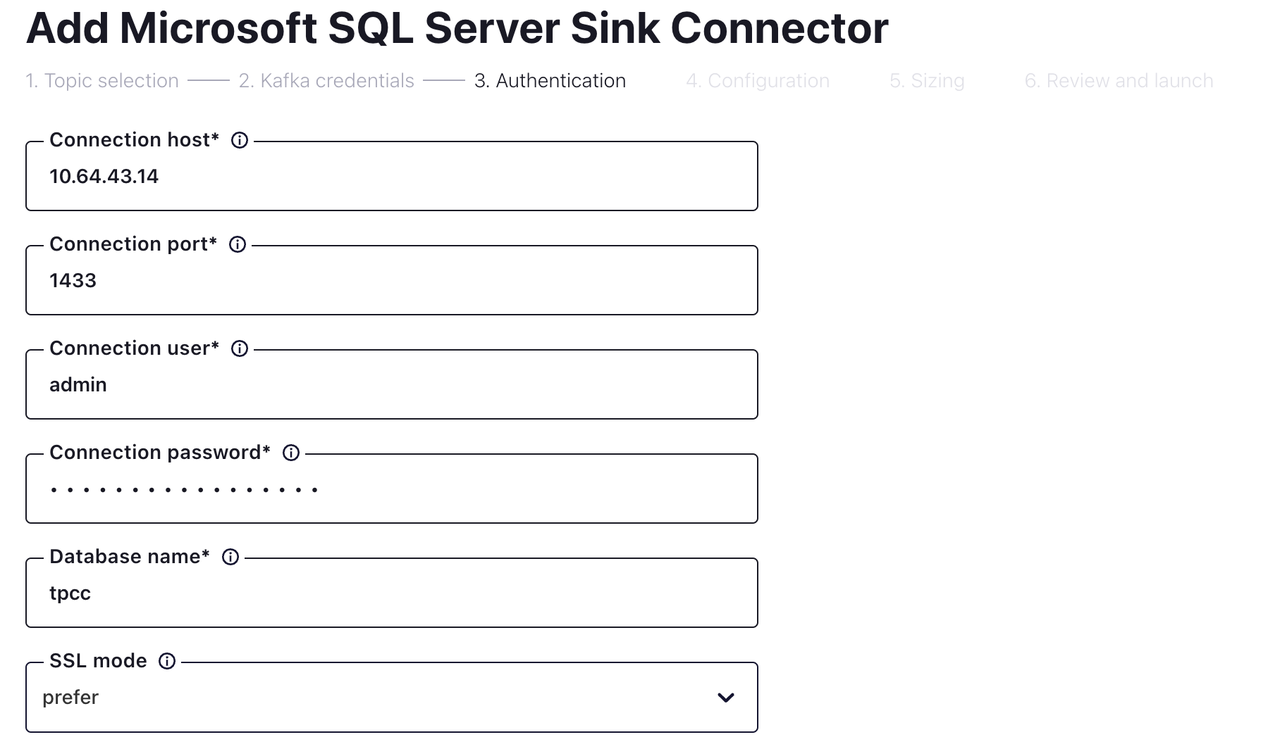 Add Microsoft SQL Server Sink Connector
1. Topic selection 2. Kafka credentials 3. Authentication 4. Configuration 5. Sizing 6. Review and launch
Connection host*
10.64.43.14
Connection port*
1433
Connection user*
admin
Connection password*
•••••••••••••••••
Database name*
tpcc
SSL mode
prefer